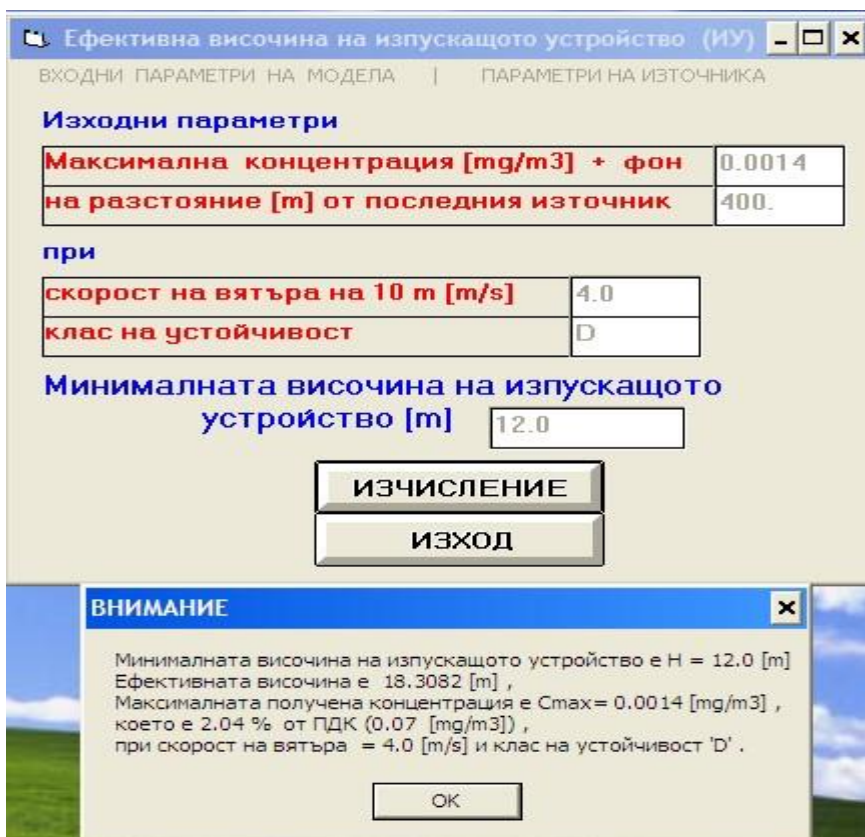 Ефективна височина на изпускащото устройство (ИУ)
ВХОДНИ ПАРАМЕТРИ НА МОДЕЛА | ПАРАМЕТРИ НА ИЗТОЧНИКА
Изходни параметри
Максимална концентрация [mg/m3] + фон 0.0014
на разстояние [m] от последния източник 400.
при
скорост на вятъра на 10 m [m/s] 4.0
клас на устойчивост D
Минималната височина на изпускащото
устройство [m] 12.0
ИЗЧИСЛЕНИЕ
ИЗХОД
ВНИМАНИЕ
Минималната височина на изпускащото устройство е H = 12.0 [m]
Ефективната височина е 18.3082 [m] ,
Максималната получена концентрация е Cmax= 0.0014 [mg/m3] ,
което е 2.04 % от ПДК (0.07 [mg/m3]) ,
при скорост на вятъра = 4.0 [m/s] и клас на устойчивост 'D' .
OK